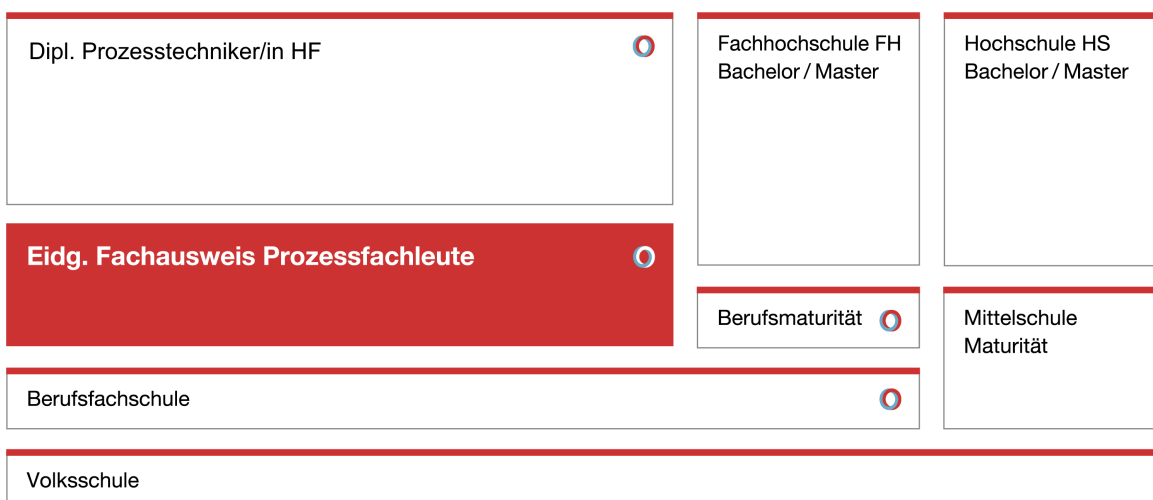 Dipl. Prozesstechniker/in HF
Fachhochschule FH
Bachelor / Master
Hochschule HS
Bachelor / Master
Eidg. Fachausweis Prozessfachleute
Berufsmaturität
Mittelschule
Maturität
Berufsfachschule
Volksschule